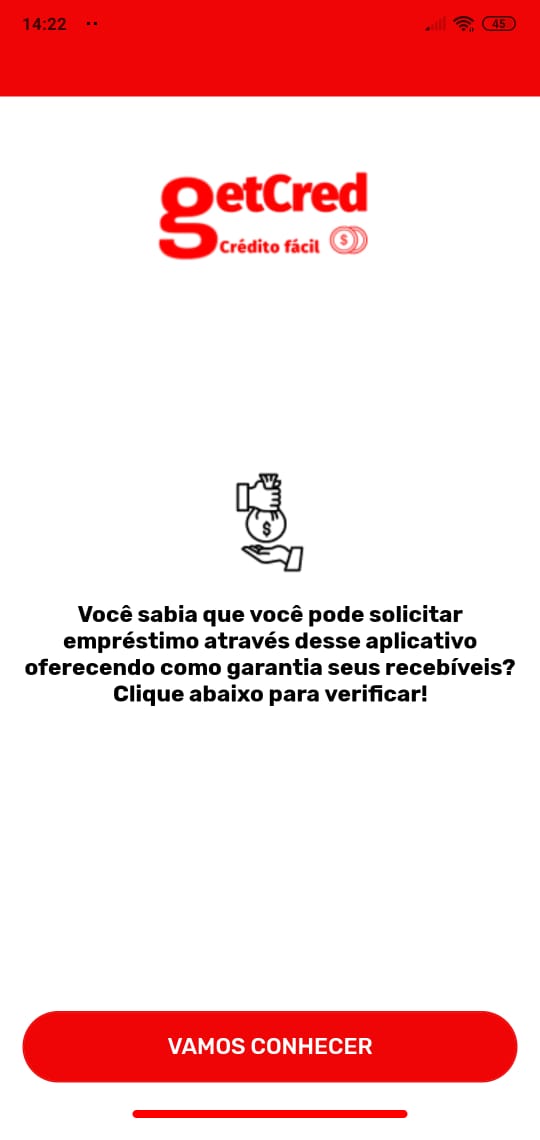 14:22
45
getCred
Crédito fácil
$
$
Você sabia que você pode solicitar
empréstimo através desse aplicativo
oferecendo como garantia seus recebíveis?
Clique abaixo para verificar!
VAMOS CONHECER